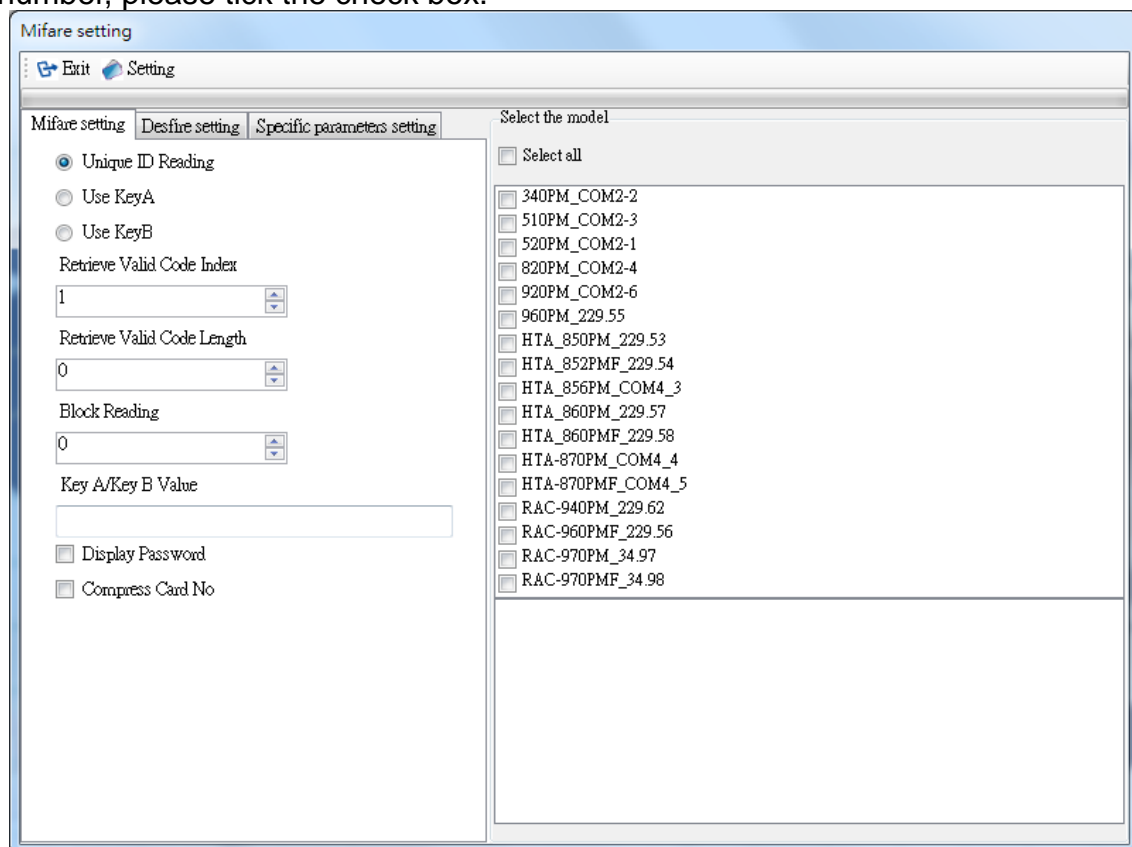 number, please tick the check box.
Mifare setting
Exit Setting
Mifare setting Desfire setting Specific parameters setting
Unique ID Reading
Use KeyA
Use KeyB
Retrieve Valid Code Index
1
Retrieve Valid Code Length
0
Block Reading
0
Key A/Key B Value
Display Password
Compress Card No
Select the model
Select all
340PM_COM2-2
510PM_COM2-3
520PM_COM2-1
820PM_COM2-4
920PM_COM2-6
960PM_229.55
HTA_850PM_229.53
HTA_852PMF_229.54
HTA_856PM_COM4_3
HTA_860PM_229.57
HTA_860PMF_229.58
HTA-870PM_COM4_4
HTA-870PMF_COM4_5
RAC-940PM_229.62
RAC-960PMF_229.56
RAC-970PM_34.97
RAC-970PMF_34.98